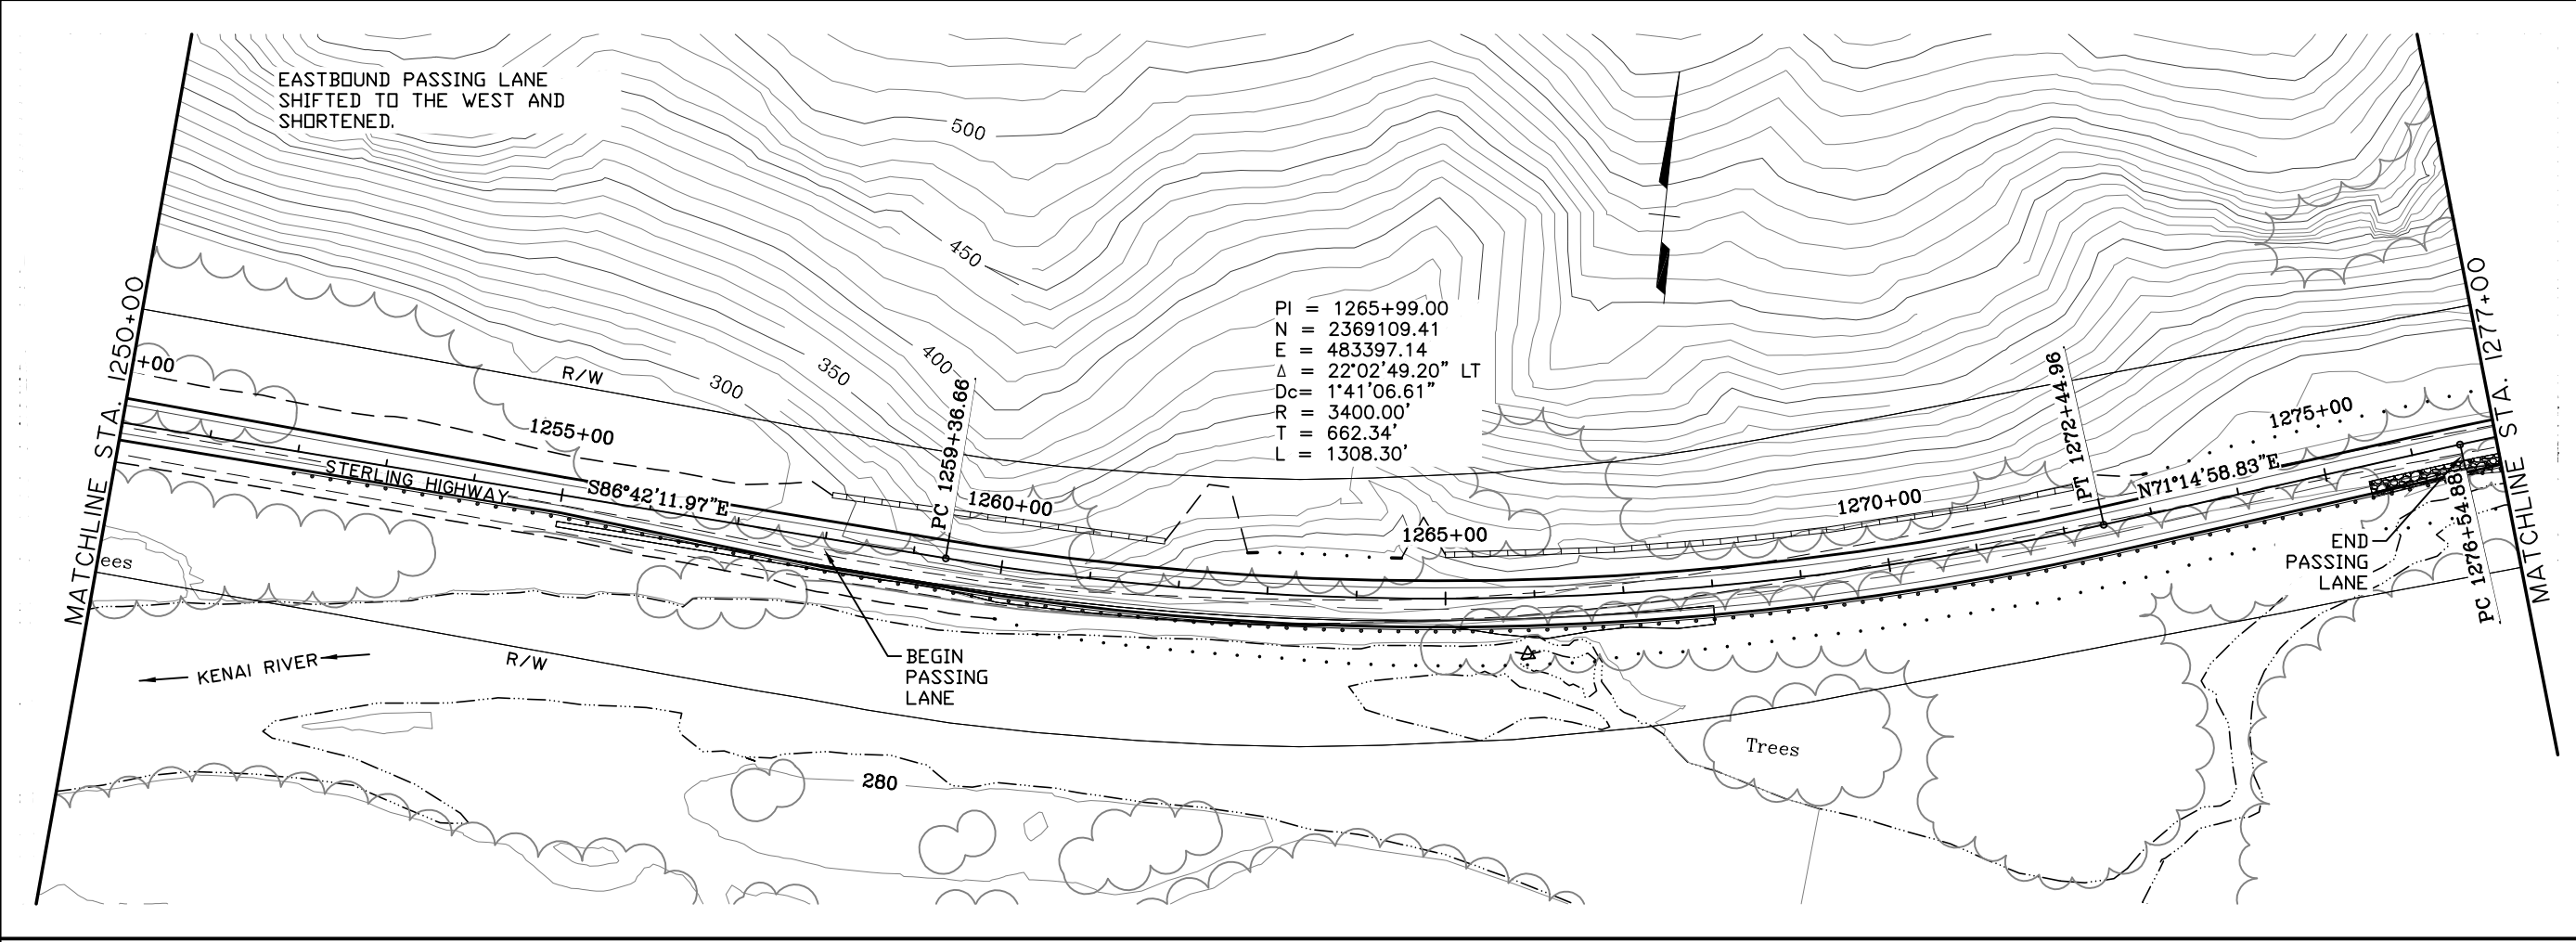 EASTBOUND PASSING LANE
SHIFTED TO THE WEST AND
SHORTENED.
500
450
400
350
300
MATCHLINE STA. 1250+00
+00
R/W
1255+00
STERLING HIGHWAY
S86°42'11.97"E
PC 1259+36.66
1260+00
PI = 1265+99.00
N = 2369109.41
E = 483397.14
Δ = 22°02'49.20" LT
Dc= 1°41'06.61"
R = 3400.00'
T = 662.34'
L = 1308.30'
1265+00
1270+00
PT 1272+44.96
N71°14'58.83"E
1275+00
MATCHLINE STA. 1277+00
PC 1276+54.88
END
PASSING
LANE
BEGIN
PASSING
LANE
ees
KENAI RIVER
R/W
280
Trees